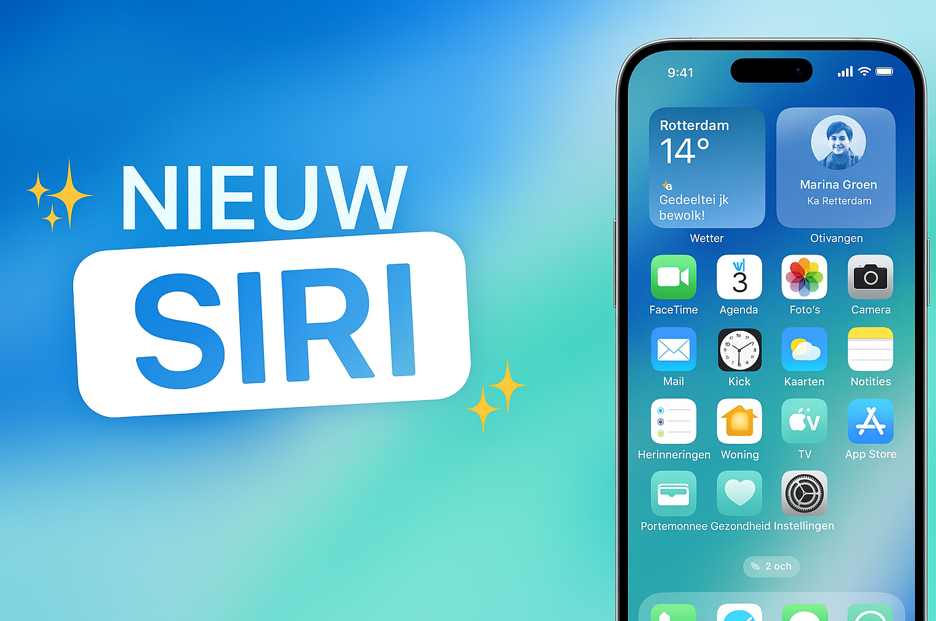 NIEUW
SIRI
9:41
Rotterdam
14°
Gedeeltei jk
bewolk!
Wetter
Marina Groen
Ka Retterdam
Otivangen
FaceTime
Agenda
Foto's
Camera
vl
3
Mail
Kick
Kaarten
Notities
Herinneringen
Woning
TV
App Store
Portemonnee
Gezondheid
Instellingen
2 och